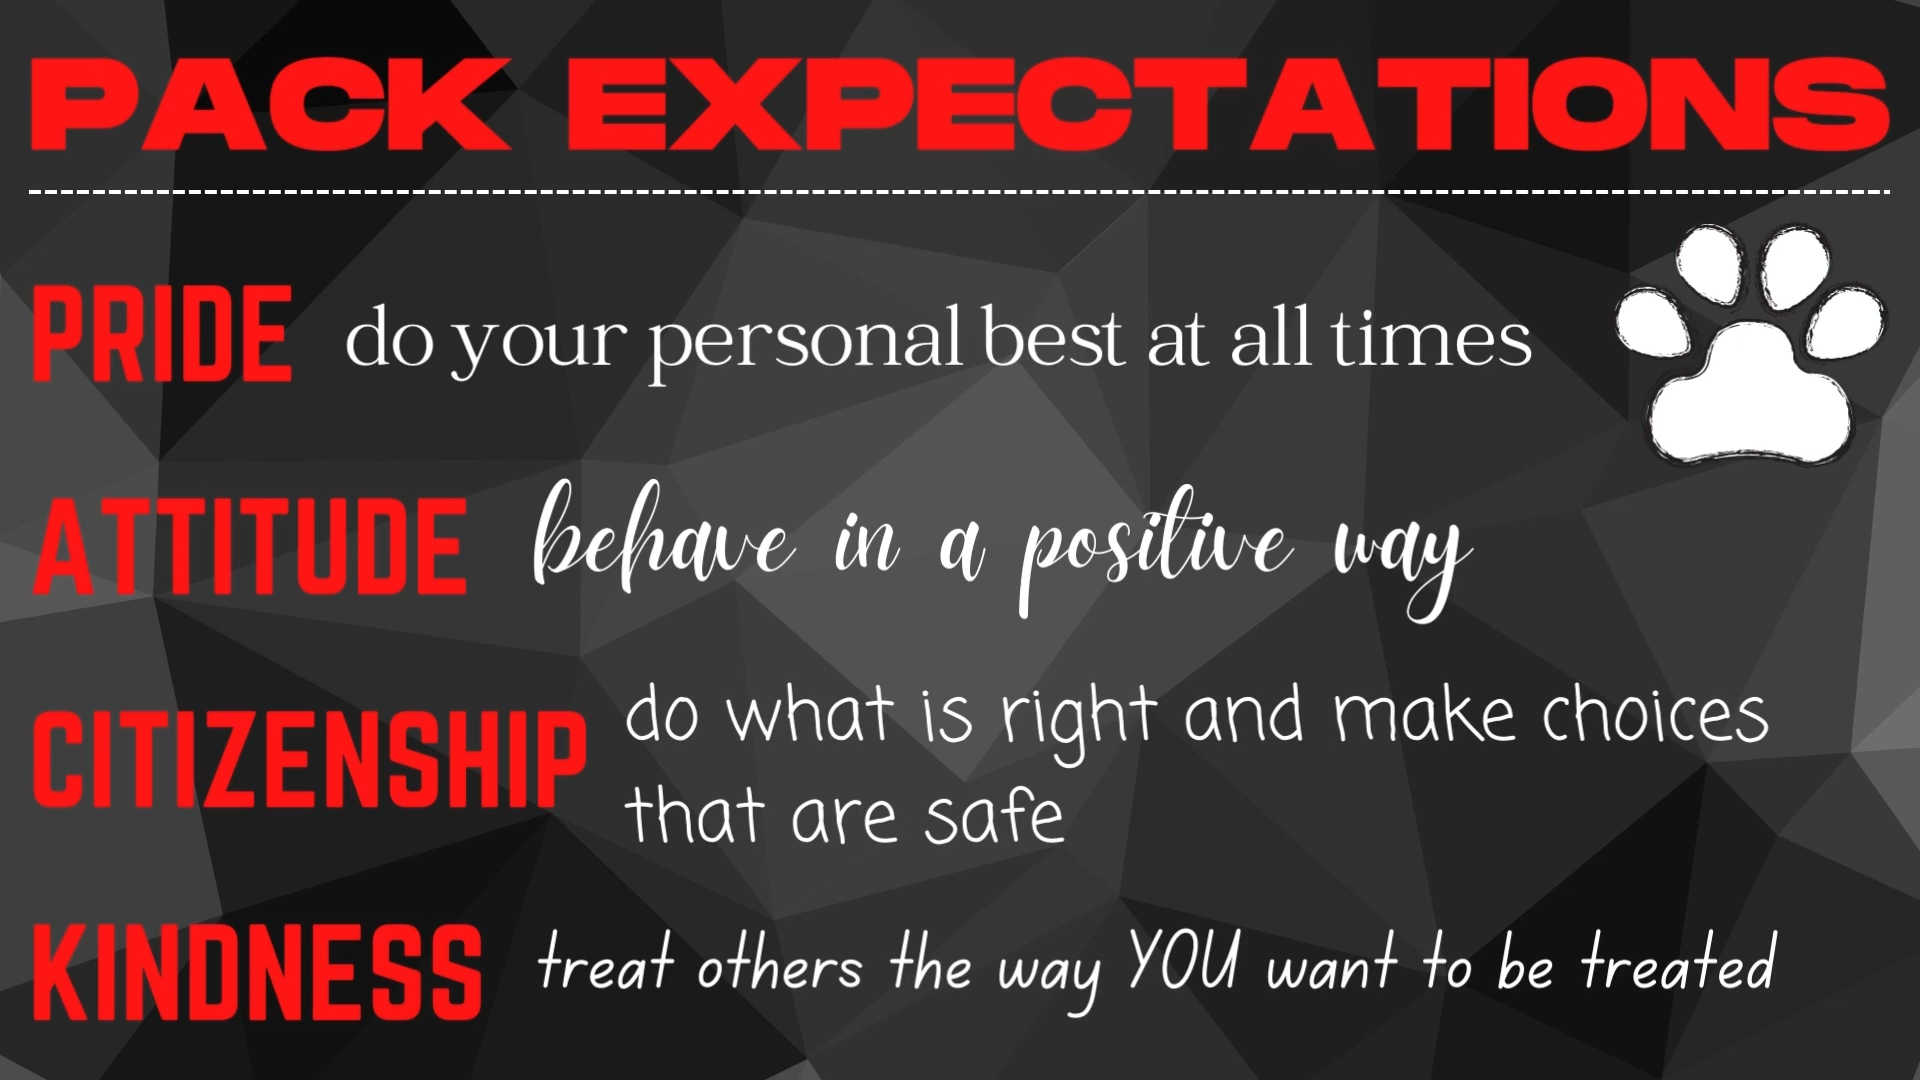 PACK EXPECTATIONS
PRIDE do your personal best at all times
ATTITUDE behave in a positive way
CITIZENSHIP do what is right and make choices
that are safe
KINDNESS treat others the way YOU want to be treated